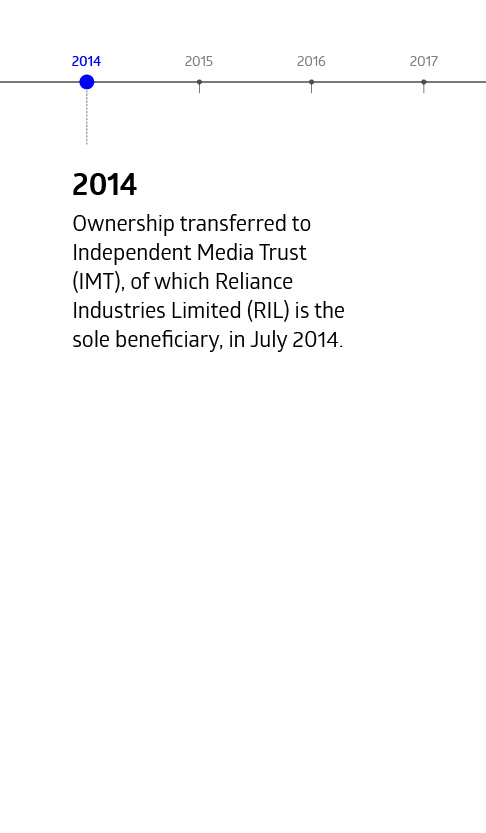 2014 2015 2016 2017
2014
Ownership transferred to
Independent Media Trust
(IMT), of which Reliance
Industries Limited (RIL) is the
sole beneficiary, in July 2014.